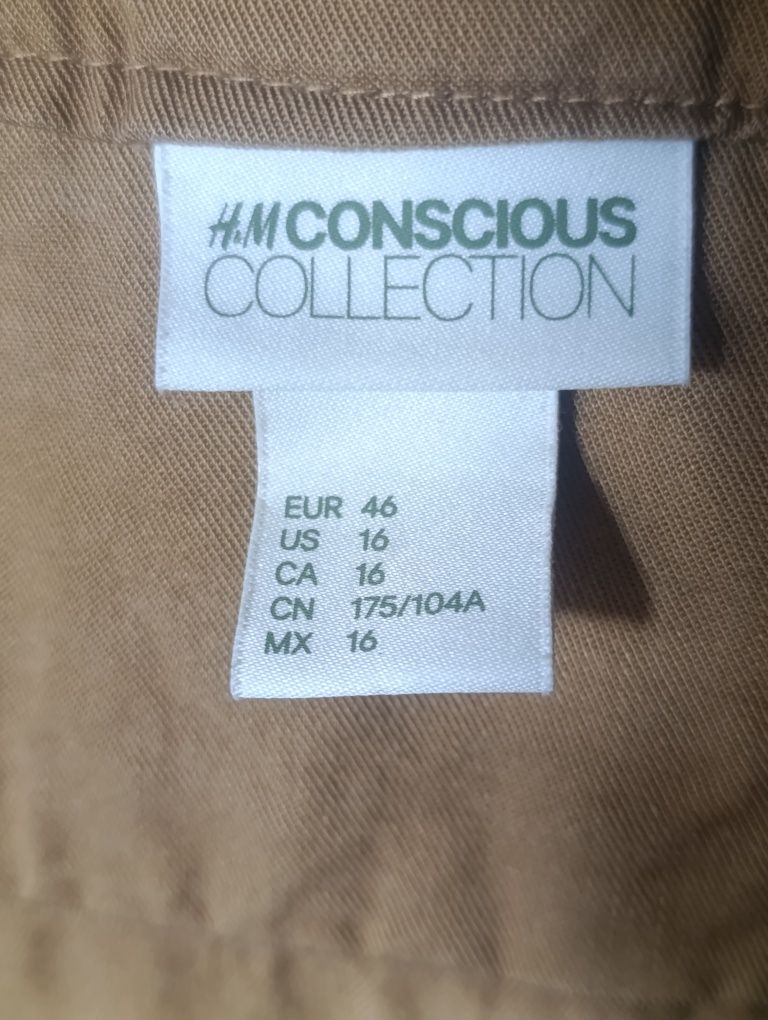 H&M CONSCIOUS
COLLECTION
EUR 46
US 16
CA 16
CN 175/104A
MX 16